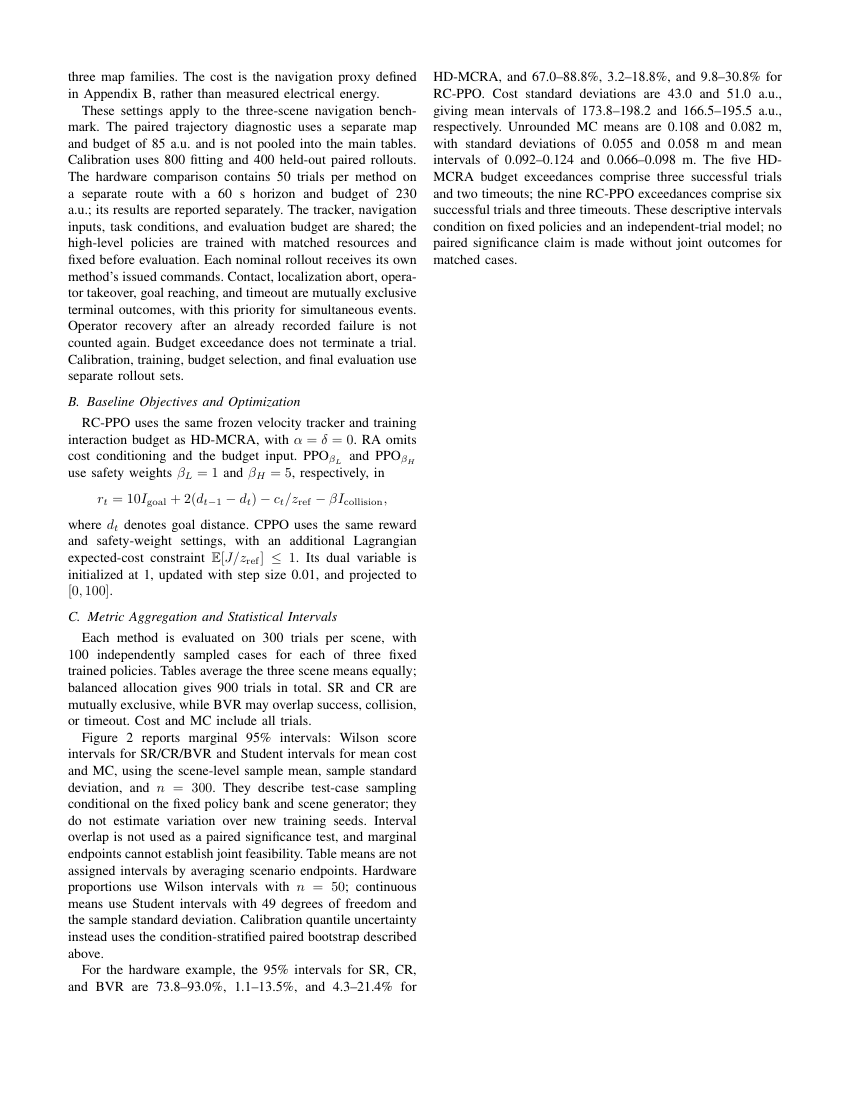 three map families. The cost is the navigation proxy defined
in Appendix B, rather than measured electrical energy.
These settings apply to the three-scene navigation bench-
mark. The paired trajectory diagnostic uses a separate map
and budget of 85 a.u. and is not pooled into the main tables.
Calibration uses 800 fitting and 400 held-out paired rollouts.
The hardware comparison contains 50 trials per method on
a separate route with a 60 s horizon and budget of 230
a.u.; its results are reported separately. The tracker, navigation
inputs, task conditions, and evaluation budget are shared; the
high-level policies are trained with matched resources and
fixed before evaluation. Each nominal rollout receives its own
method's issued commands. Contact, localization abort, opera-
tor takeover, goal reaching, and timeout are mutually exclusive
terminal outcomes, with this priority for simultaneous events.
Operator recovery after an already recorded failure is not
counted again. Budget exceedance does not terminate a trial.
Calibration, training, budget selection, and final evaluation use
separate rollout sets.
B. Baseline Objectives and Optimization
RC-PPO uses the same frozen velocity tracker and training
interaction budget as HD-MCRA, with α = δ = 0. RA omits
cost conditioning and the budget input. PPO_{β_L} and PPO_{β_H}
use safety weights β_L = 1 and β_H = 5, respectively, in
r_t = 10I_goal + 2(d_{t−1} − d_t) − c_t/z_ref − βI_collision,
where d_t denotes goal distance. CPPO uses the same reward
and safety-weight settings, with an additional Lagrangian
expected-cost constraint 𝔼[J/z_ref] ≤ 1. Its dual variable is
initialized at 1, updated with step size 0.01, and projected to
[0, 100].
C. Metric Aggregation and Statistical Intervals
Each method is evaluated on 300 trials per scene, with
100 independently sampled cases for each of three fixed
trained policies. Tables average the three scene means equally;
balanced allocation gives 900 trials in total. SR and CR are
mutually exclusive, while BVR may overlap success, collision,
or timeout. Cost and MC include all trials.
Figure 2 reports marginal 95% intervals: Wilson score
intervals for SR/CR/BVR and Student intervals for mean cost
and MC, using the scene-level sample mean, sample standard
deviation, and n = 300. They describe test-case sampling
conditional on the fixed policy bank and scene generator; they
do not estimate variation over new training seeds. Interval
overlap is not used as a paired significance test, and marginal
endpoints cannot establish joint feasibility. Table means are not
assigned intervals by averaging scenario endpoints. Hardware
proportions use Wilson intervals with n = 50; continuous
means use Student intervals with 49 degrees of freedom and
the sample standard deviation. Calibration quantile uncertainty
instead uses the condition-stratified paired bootstrap described
above.
For the hardware example, the 95% intervals for SR, CR,
and BVR are 73.8–93.0%, 1.1–13.5%, and 4.3–21.4% for
HD-MCRA, and 67.0–88.8%, 3.2–18.8%, and 9.8–30.8% for
RC-PPO. Cost standard deviations are 43.0 and 51.0 a.u.,
giving mean intervals of 173.8–198.2 and 166.5–195.5 a.u.,
respectively. Unrounded MC means are 0.108 and 0.082 m,
with standard deviations of 0.055 and 0.058 m and mean
intervals of 0.092–0.124 and 0.066–0.098 m. The five HD-
MCRA budget exceedances comprise three successful trials
and two timeouts; the nine RC-PPO exceedances comprise six
successful trials and three timeouts. These descriptive intervals
condition on fixed policies and an independent-trial model; no
paired significance claim is made without joint outcomes for
matched cases.